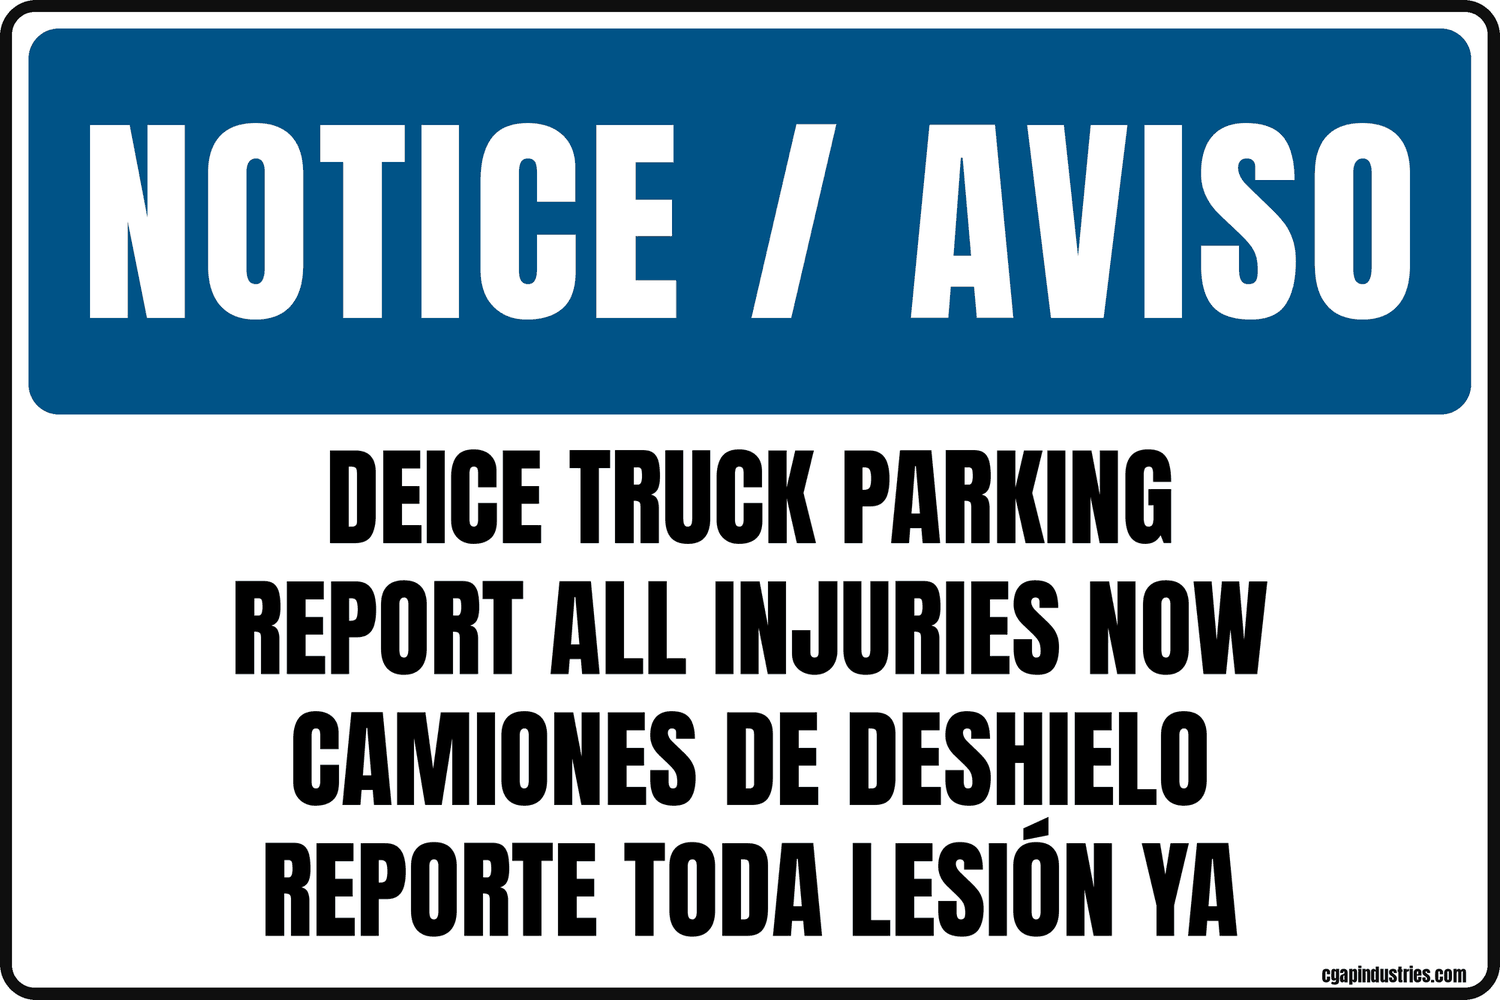 NOTICE / AVISO
DEICE TRUCK PARKING
REPORT ALL INJURIES NOW
CAMIONES DE DESHIELO
REPORTE TODA LESIÓN YA
cgapindustries.com